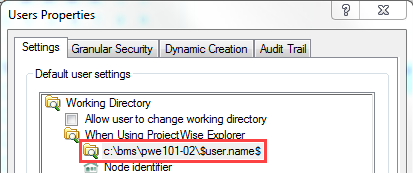 Users Properties
Settings Granular Security Dynamic Creation Audit Trail
Default user settings
Working Directory
Allow user to change working directory
When Using ProjectWise Explorer
c:\bms\pwe101-02\$user.name$
Node identifier